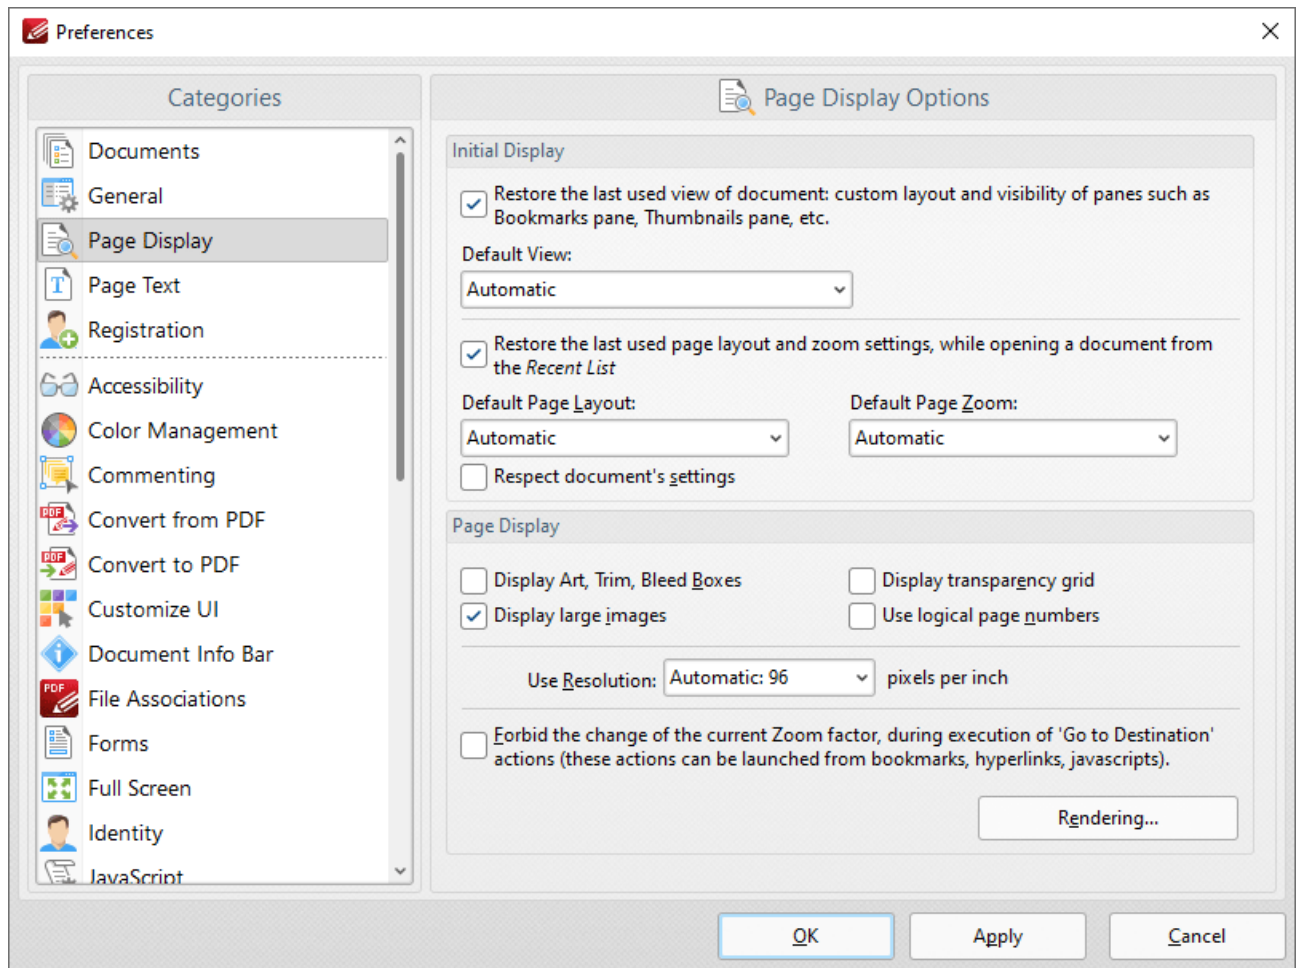 Preferences
Categories
Documents
General
Page Display
Page Text
Registration
Accessibility
Color Management
Commenting
Convert from PDF
Convert to PDF
Customize UI
Document Info Bar
File Associations
Forms
Full Screen
Identity
JavaScript
Page Display Options
Initial Display
Restore the last used view of document: custom layout and visibility of panes such as
Bookmarks pane, Thumbnails pane, etc.
Default View:
Automatic
Restore the last used page layout and zoom settings, while opening a document from
the Recent List
Default Page Layout: Default Page Zoom:
Automatic Automatic
Respect document's settings
Page Display
Display Art, Trim, Bleed Boxes Display transparency grid
Display large images Use logical page numbers
Use Resolution: Automatic: 96 pixels per inch
Forbid the change of the current Zoom factor, during execution of 'Go to Destination'
actions (these actions can be launched from bookmarks, hyperlinks, javascripts).
Rendering...
OK Apply Cancel